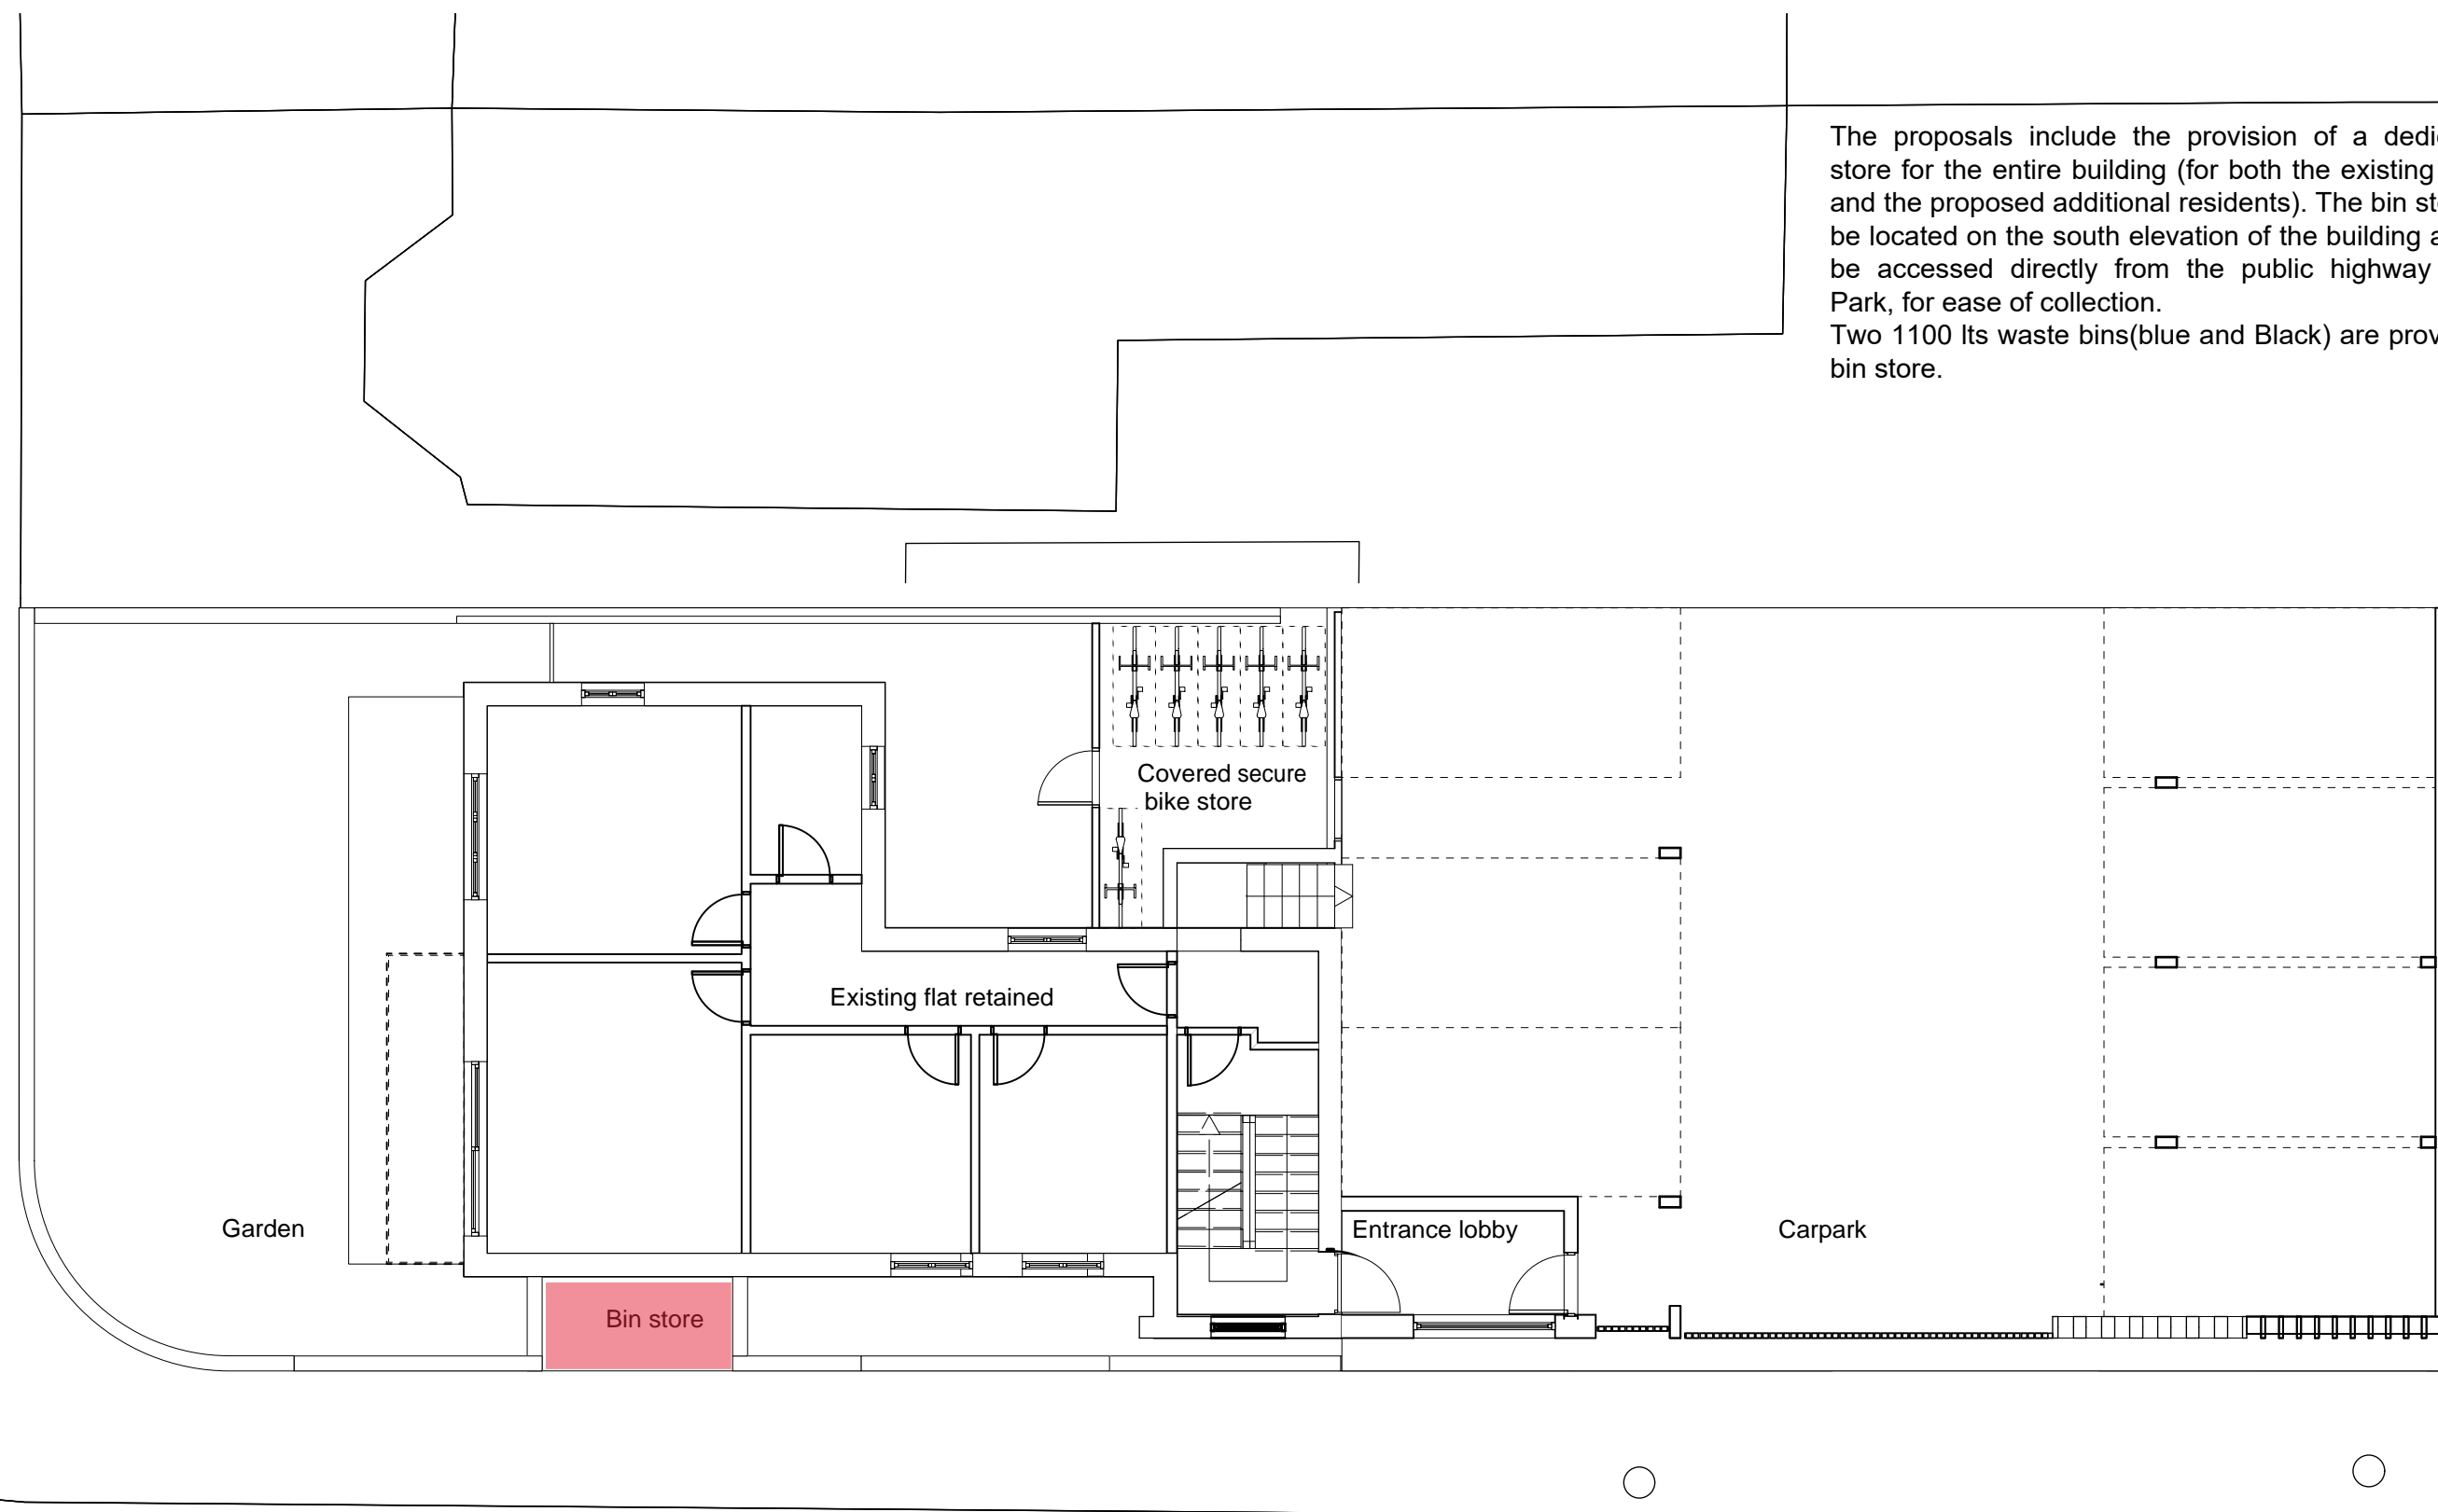 The proposals include the provision of a
store for the entire building (for both the existing
and the proposed additional residents). The bin
be located on the south elevation of the building
be accessed directly from the public highway
Park, for ease of collection.
Two 1100 lts waste bins(blue and Black) are
bin store.
Covered secure
bike store
Existing flat retained
Garden
Entrance lobby
Carpark
Bin store